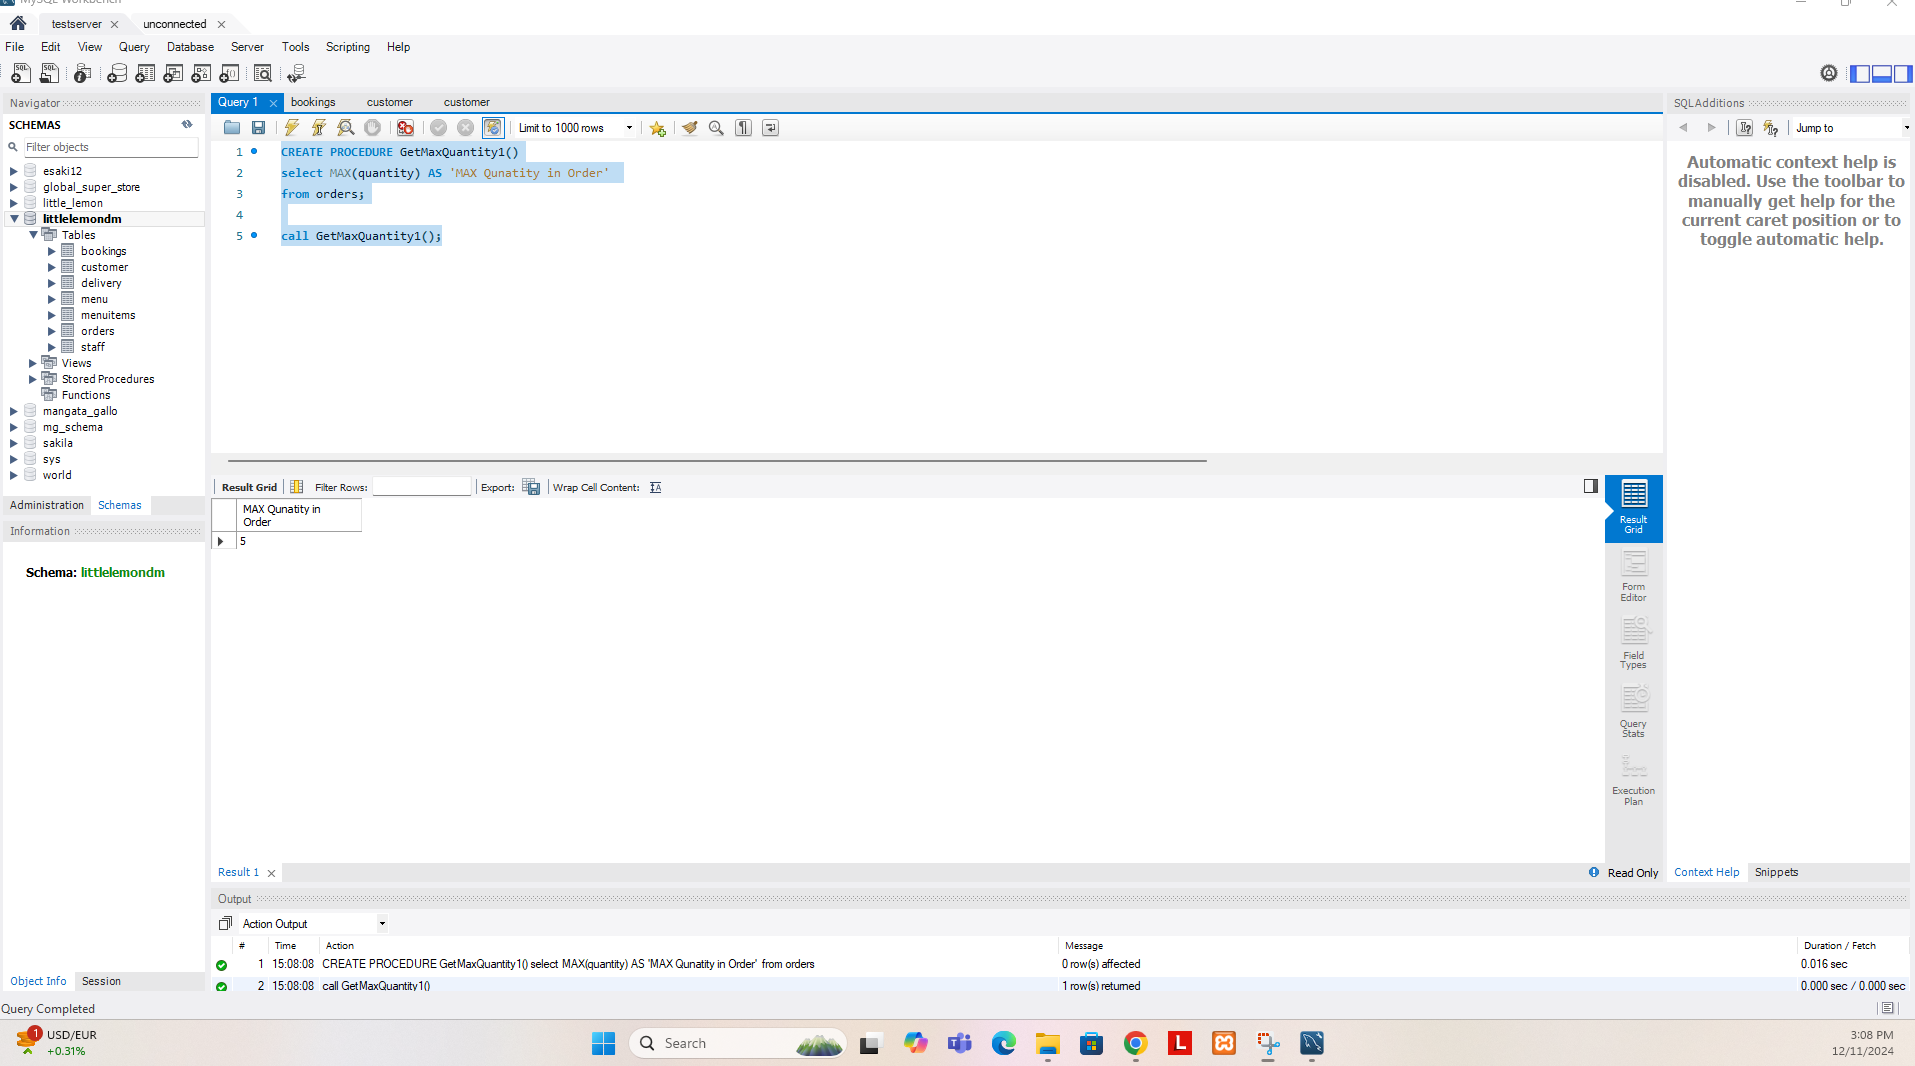 MySQL Workbench
testserver
unconnected
File Edit View Query Database Server Tools Scripting Help
Navigator
SCHEMAS
Filter objects
esaki12
global_super_store
little_lemon
littlelemondm
Tables
bookings
customer
delivery
menu
menuitems
orders
staff
Views
Stored Procedures
Functions
mangata_gallo
mg_schema
sakila
sys
world
Administration Schemas
Information
Schema: littlelemondm
Object Info Session
Query 1 bookings customer customer
Limit to 1000 rows
1 CREATE PROCEDURE GetMaxQuantity1()
2 select MAX(quantity) AS 'MAX Qunatity in Order'
3 from orders;
4
5 call GetMaxQuantity1();
Result Grid Filter Rows: Export: Wrap Cell Content:
MAX Qunatity in
Order
5
Result
Grid
Form
Editor
Field
Types
Query
Stats
Execution
Plan
Result 1
Read Only
SQLAdditions
Jump to
Automatic context help is
disabled. Use the toolbar to
manually get help for the
current caret position or to
toggle automatic help.
Context Help Snippets
Output
Action Output
# Time Action Message Duration / Fetch
1 15:08:08 CREATE PROCEDURE GetMaxQuantity1() select MAX(quantity) AS 'MAX Qunatity in Order' from orders 0 row(s) affected 0.016 sec
2 15:08:08 call GetMaxQuantity1() 1 row(s) returned 0.000 sec / 0.000 sec
Query Completed
1
USD/EUR
+0.31%
Search
L
3:08 PM
12/11/2024